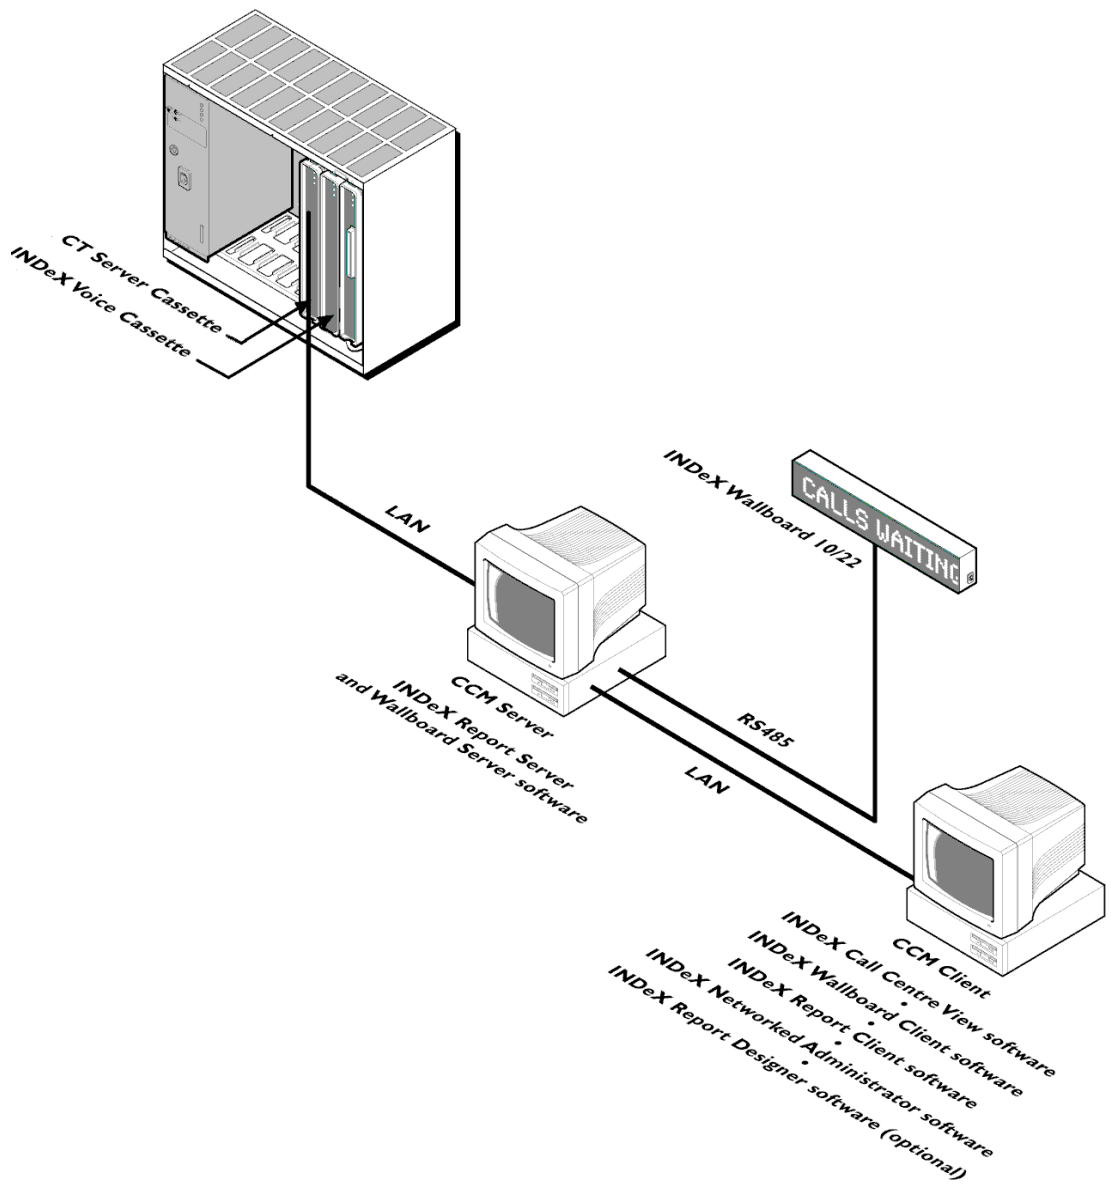 CT Server Cassette
INDeX Voice Cassette
LAN
INDeX Wallboard 10/22
CALLS WAITING
CCM Server
INDeX Report Server
and Wallboard Server software
RS485
LAN
CCM Client
INDeX Call Centre View software
•
INDeX Wallboard Client software
•
INDeX Report Client software
•
INDeX Networked Administrator software
•
INDeX Report Designer software (optional)